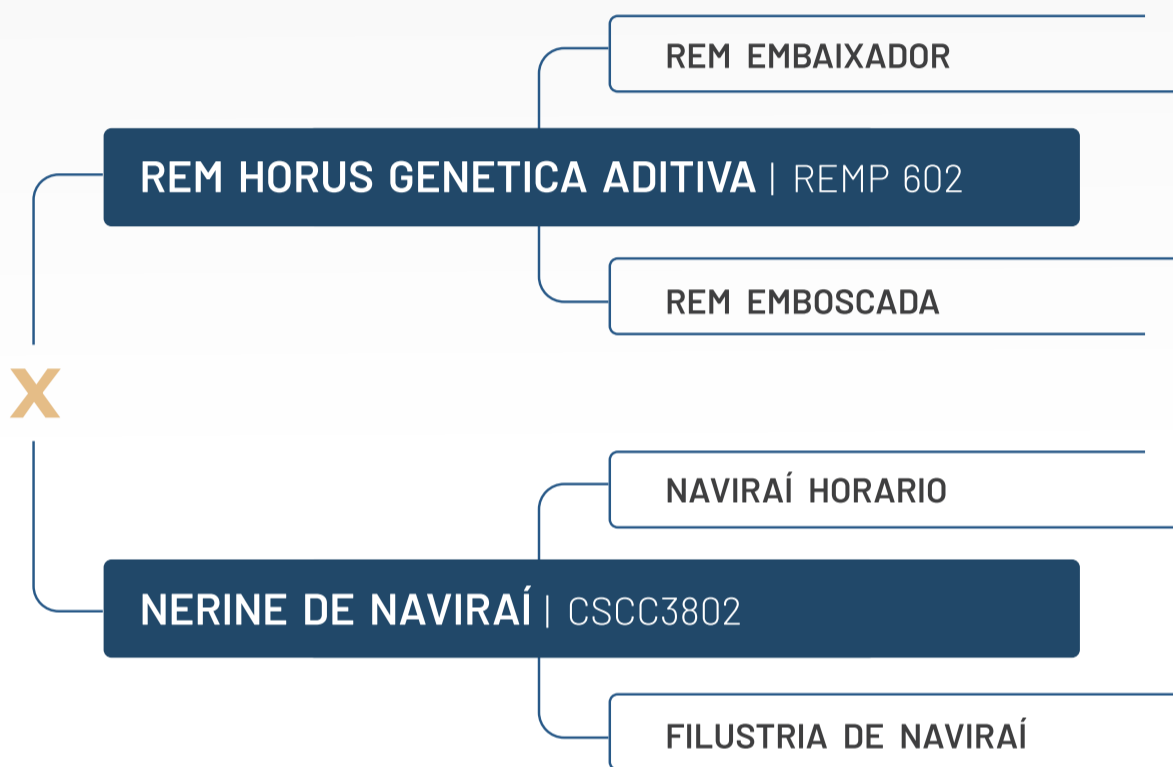 REM EMBAIXADOR
REM HORUS GENETICA ADITIVA | REMP 602
REM EMBOSCADA
X
NAVIRAÍ HORARIO
NERINE DE NAVIRAÍ | CSCC3802
FILUSTRIA DE NAVIRAÍ